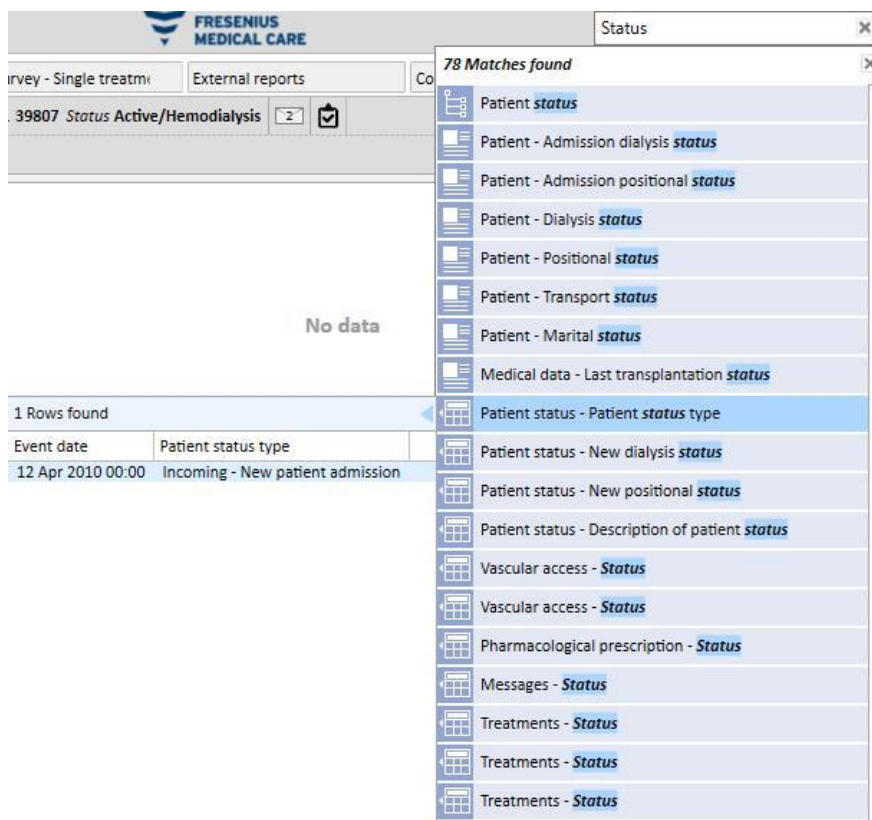 FRESENIUS
MEDICAL CARE
Status
rvey - Single treatme
External reports
Co
39807 Status Active/Hemodialysis 2
78 Matches found
Patient status
Patient - Admission dialysis status
Patient - Admission positional status
Patient - Dialysis status
Patient - Positional status
Patient - Transport status
Patient - Marital status
Medical data - Last transplantation status
Patient status - Patient status type
Patient status - New dialysis status
Patient status - New positional status
Patient status - Description of patient status
Vascular access - Status
Vascular access - Status
Pharmacological prescription - Status
Messages - Status
Treatments - Status
Treatments - Status
Treatments - Status
No data
1 Rows found
Event date Patient status type
12 Apr 2010 00:00 Incoming - New patient admission